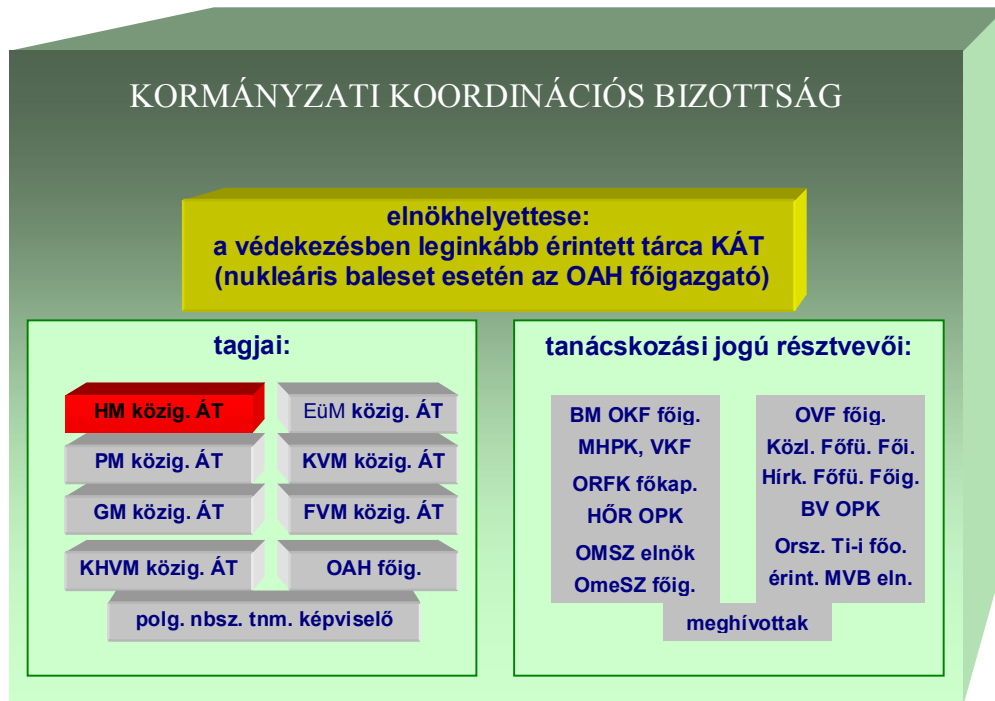 KORMÁNYZATI KOORDINÁCIÓS BIZOTTSÁG
elnökhelyettese:
a védekezésben leginkább érintett tárca KÁT
(nukleáris baleset esetén az OAH főigazgató)
tagjai:
HM közig. ÁT
EüM közig. ÁT
PM közig. ÁT
KVM közig. ÁT
GM közig. ÁT
FVM közig. ÁT
KHVM közig. ÁT
OAH főig.
polg. nbsz. tnm. képviselő
tanácskozási jogú résztvevői:
BM OKF főig.
MHPK, VKF
ORFK főkap.
HŐR OPK
OMSZ elnök
OmeSZ főig.
OVF főig.
Közl. Főfü. Fői.
Hírk. Főfü. Főig.
BV OPK
Orsz. Ti-i főo.
érint. MVB eln.
meghívottak